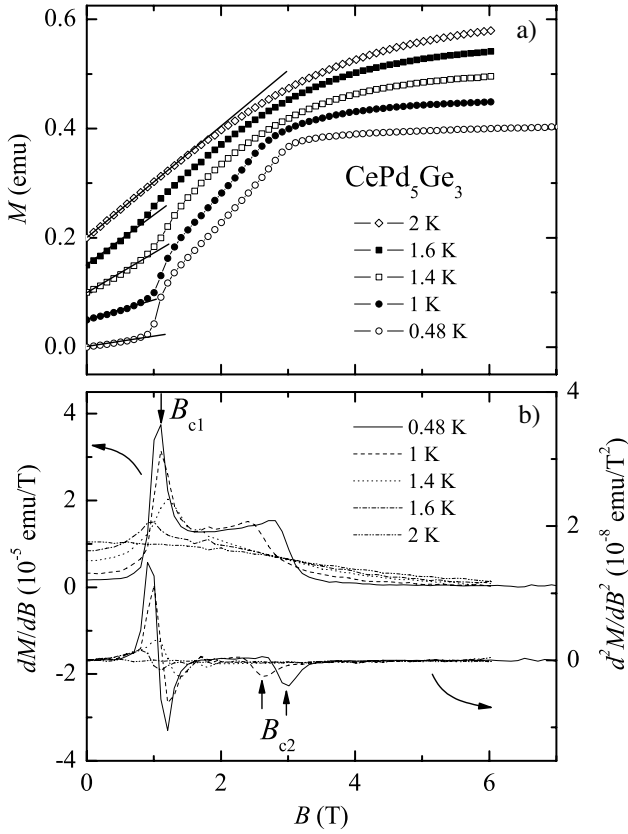 a)
0.6
0.4
0.2
0.0
M (emu)
CePd₅Ge₃
2 K
1.6 K
1.4 K
1 K
0.48 K
b)
4
2
0
-2
-4
dM/dB (10⁻⁵ emu/T)
B_c1
0.48 K
1 K
1.4 K
1.6 K
2 K
B_c2
4
2
0
d²M/dB² (10⁻⁸ emu/T²)
0 2 4 6
B (T)